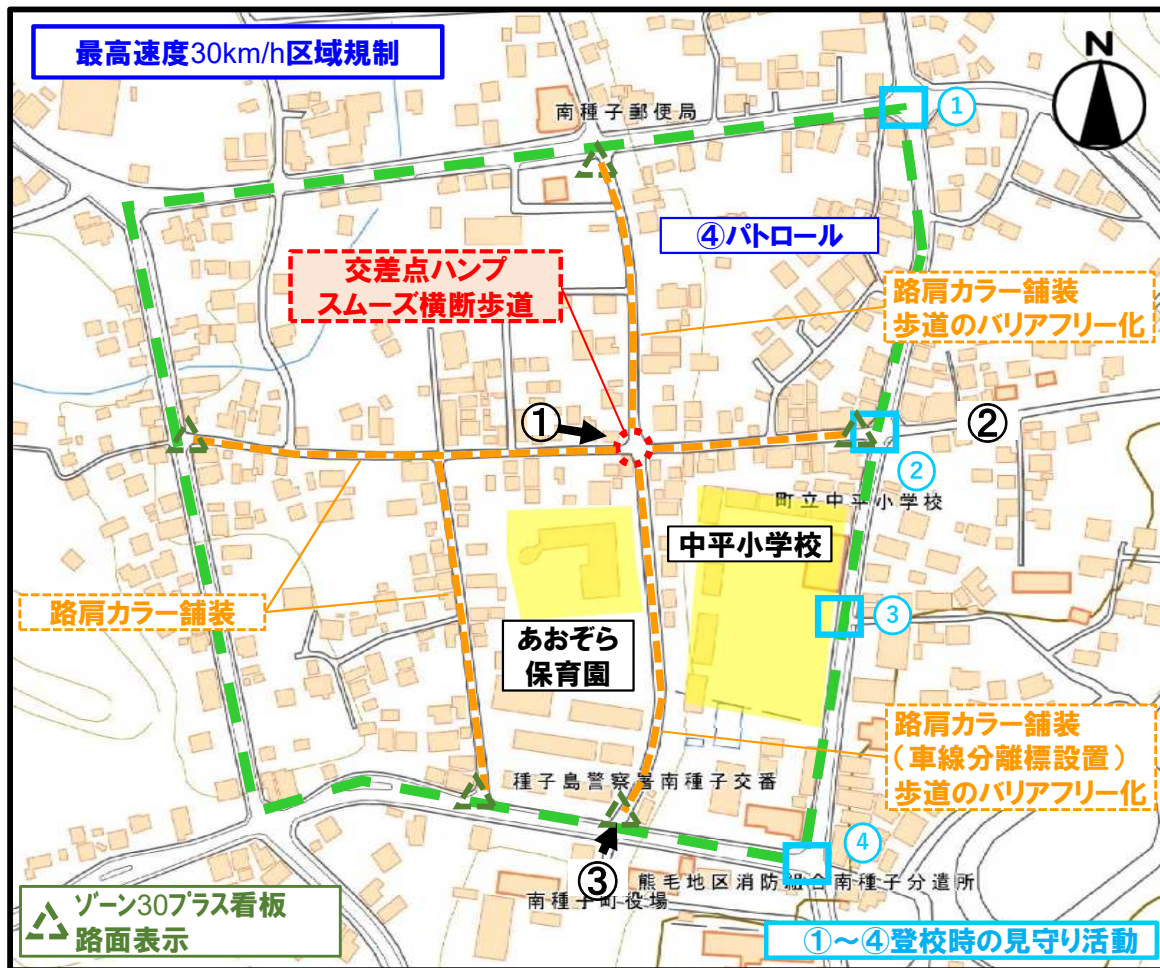 最高速度30km/h区域規制
N
南種子郵便局
①
④パトロール
交差点ハンプ
スムーズ横断歩道
路肩カラー舗装
歩道のバリアフリー化
①
②
②
町立中平小学校
中平小学校
③
路肩カラー舗装
あおぞら
保育園
路肩カラー舗装
(車線分離標設置)
歩道のバリアフリー化
種子島警察署南種子交番
④
③
熊毛地区消防組合南種子分遣所
南種子町役場
ゾーン30プラス看板
路面表示
①~④登校時の見守り活動